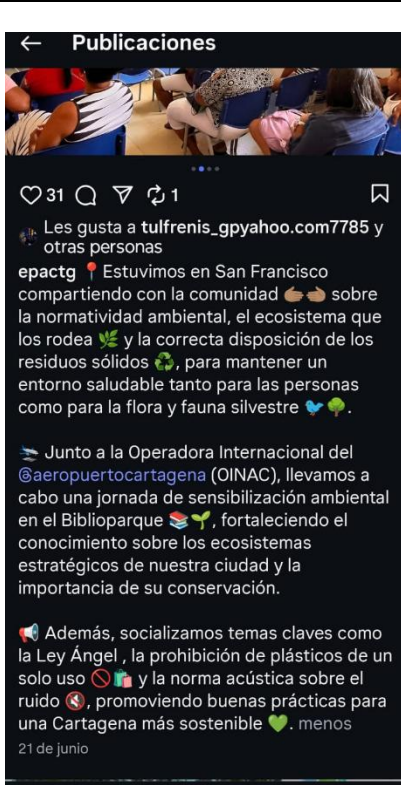 ← Publicaciones
31 1
Les gusta a tulfrenis_gpyahoo.com7785 y
otras personas
epactg 📍Estuvimos en San Francisco
compartiendo con la comunidad 🫱🏽🫲🏽 sobre
la normatividad ambiental, el ecosistema que
los rodea 🌿 y la correcta disposición de los
residuos sólidos ♻️, para mantener un
entorno saludable tanto para las personas
como para la flora y fauna silvestre 🐦🌳.
🛬 Junto a la Operadora Internacional del
@aeropuertocartagena (OINAC), llevamos a
cabo una jornada de sensibilización ambiental
en el Biblioparque 📚🌱, fortaleciendo el
conocimiento sobre los ecosistemas
estratégicos de nuestra ciudad y la
importancia de su conservación.
📢 Además, socializamos temas claves como
la Ley Ángel , la prohibición de plásticos de un
solo uso 🚫🛍️ y la norma acústica sobre el
ruido 🔇, promoviendo buenas prácticas para
una Cartagena más sostenible 💚. menos
21 de junio